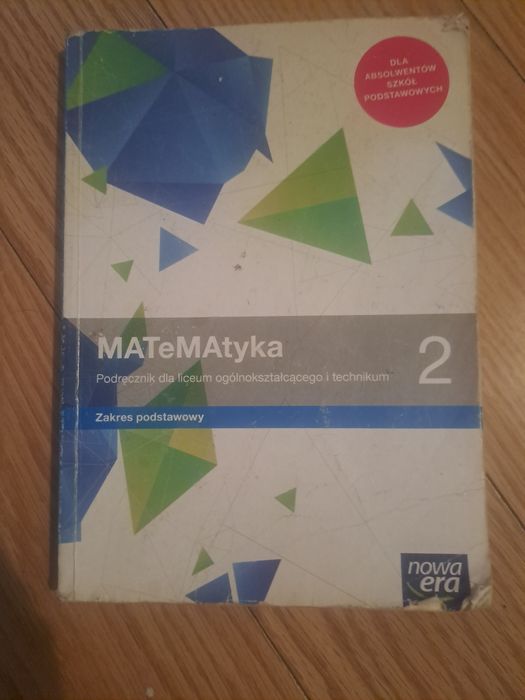 DLA
ABSOLWENTÓW
SZKÓŁ
PODSTAWOWYCH
MATeMAtyka
Podręcznik dla liceum ogólnokształcącego i technikum
2
Zakres podstawowy
nowa
era